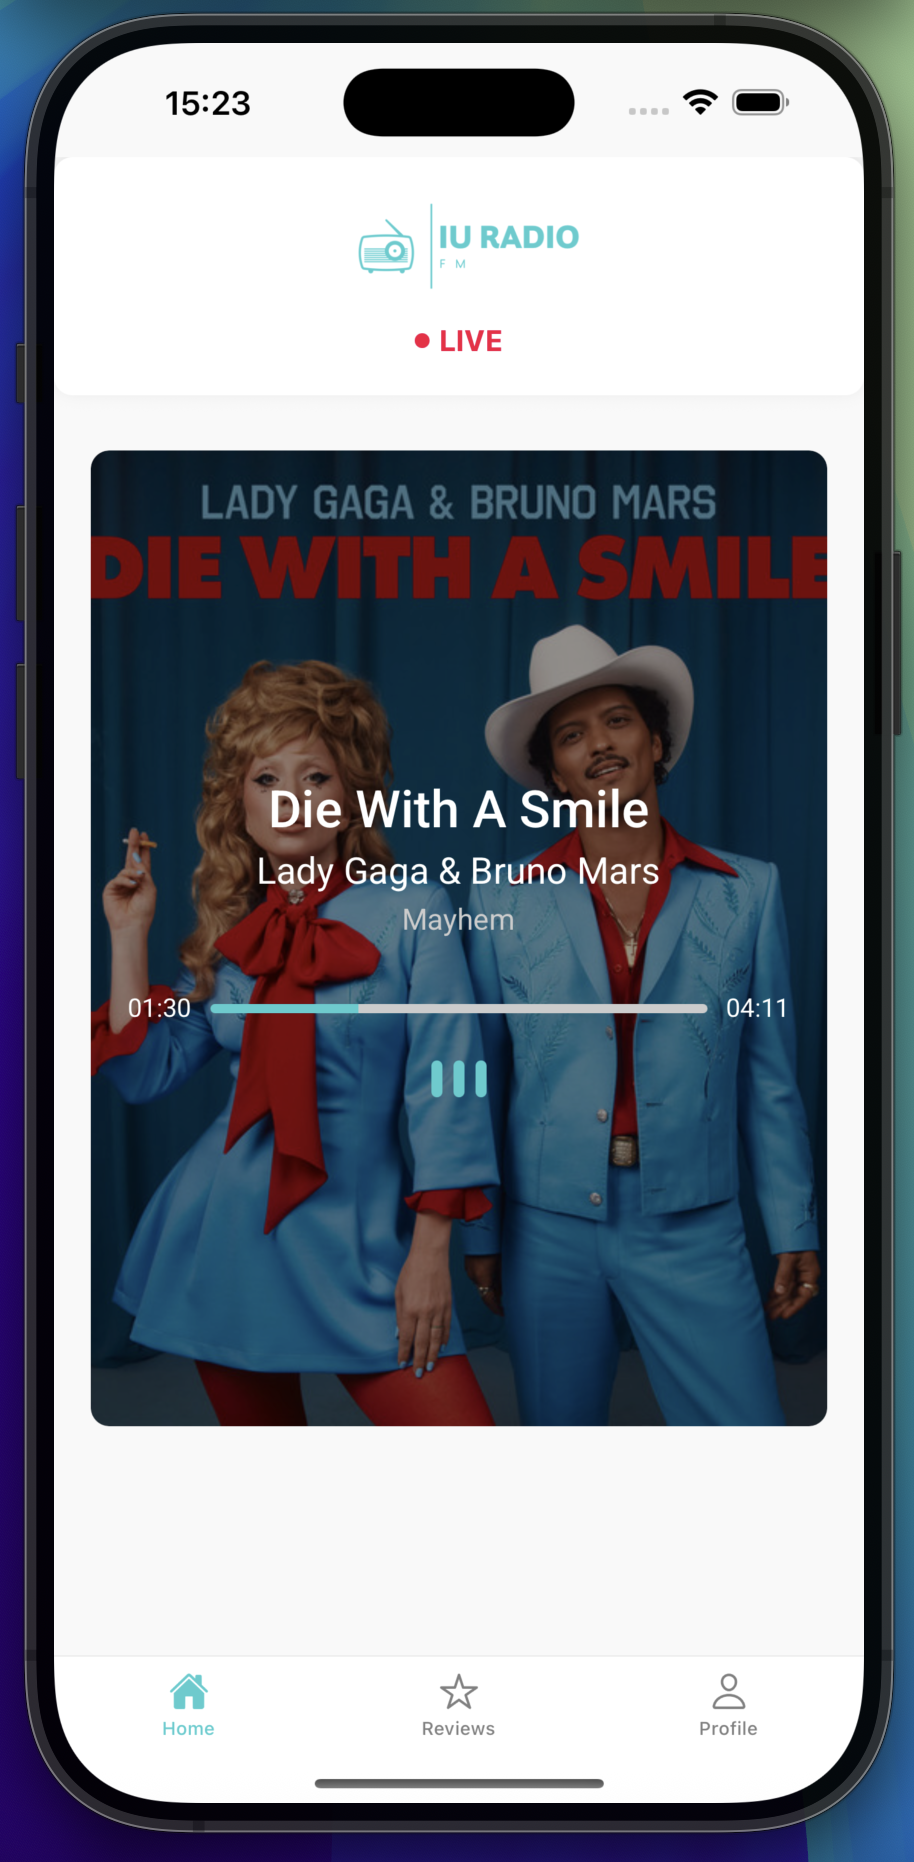 15:23
IU RADIO
FM
LIVE
LADY GAGA & BRUNO MARS
DIE WITH A SMILE
Die With A Smile
Lady Gaga & Bruno Mars
Mayhem
01:30 04:11
Home Reviews Profile